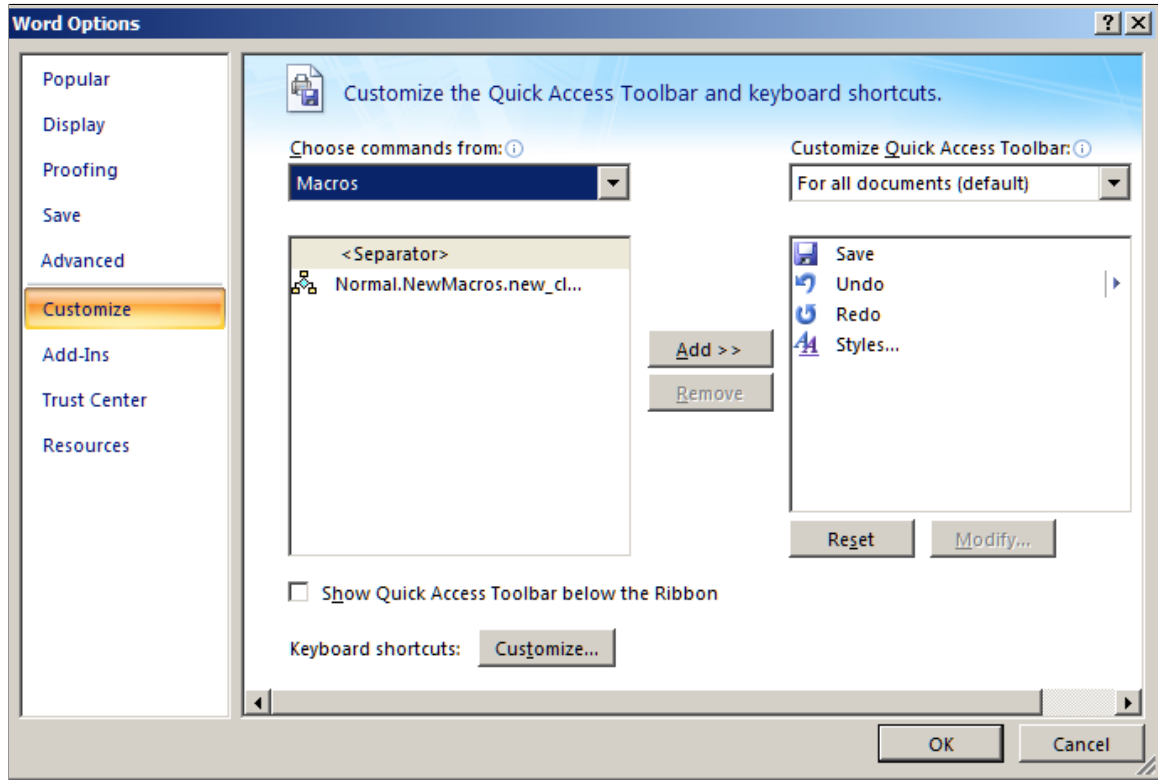 Word Options
Popular
Display
Proofing
Save
Advanced
Customize
Add-Ins
Trust Center
Resources
Customize the Quick Access Toolbar and keyboard shortcuts.
Choose commands from:
Macros
<Separator>
Normal.NewMacros.new_cl...
Add >>
Remove
Customize Quick Access Toolbar:
For all documents (default)
Save
Undo
Redo
Styles...
Reset
Modify...
Show Quick Access Toolbar below the Ribbon
Keyboard shortcuts: Customize...
OK
Cancel